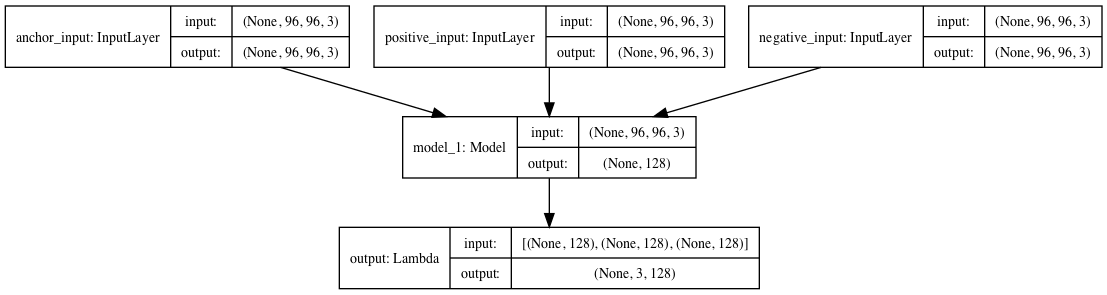 anchor_input: InputLayer
input: (None, 96, 96, 3)
output: (None, 96, 96, 3)
positive_input: InputLayer
input: (None, 96, 96, 3)
output: (None, 96, 96, 3)
negative_input: InputLayer
input: (None, 96, 96, 3)
output: (None, 96, 96, 3)
model_1: Model
input: (None, 96, 96, 3)
output: (None, 128)
output: Lambda
input: [(None, 128), (None, 128), (None, 128)]
output: (None, 3, 128)